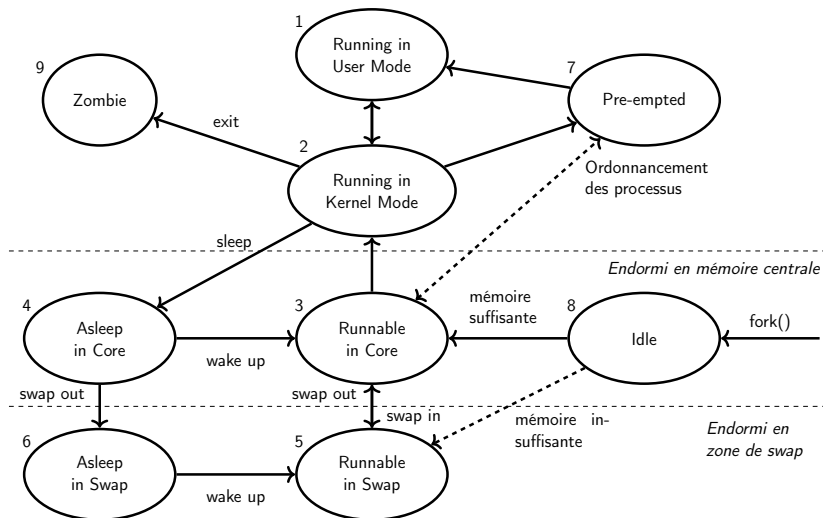 1
Running in
User Mode
9
Zombie
7
Pre-empted
exit
2
Running in
Kernel Mode
Ordonnancement
des processus
sleep
Endormi en mémoire centrale
4
Asleep
in Core
wake up
3
Runnable
in Core
mémoire
suffisante
8
Idle
fork()
swap out
swap out
swap in
mémoire in-
suffisante
Endormi en
zone de swap
6
Asleep
in Swap
wake up
5
Runnable
in Swap